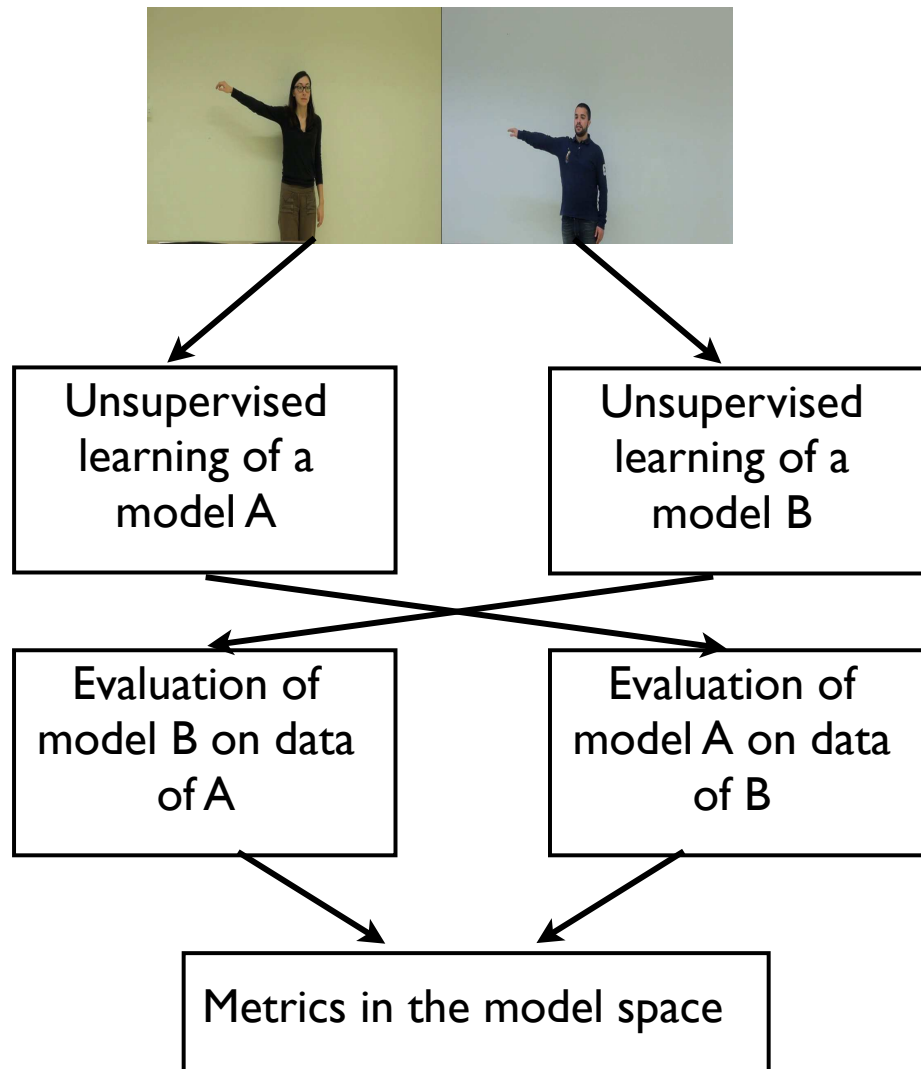 Unsupervised
learning of a
model A
Unsupervised
learning of a
model B
Evaluation of
model B on data
of A
Evaluation of
model A on data
of B
Metrics in the model space